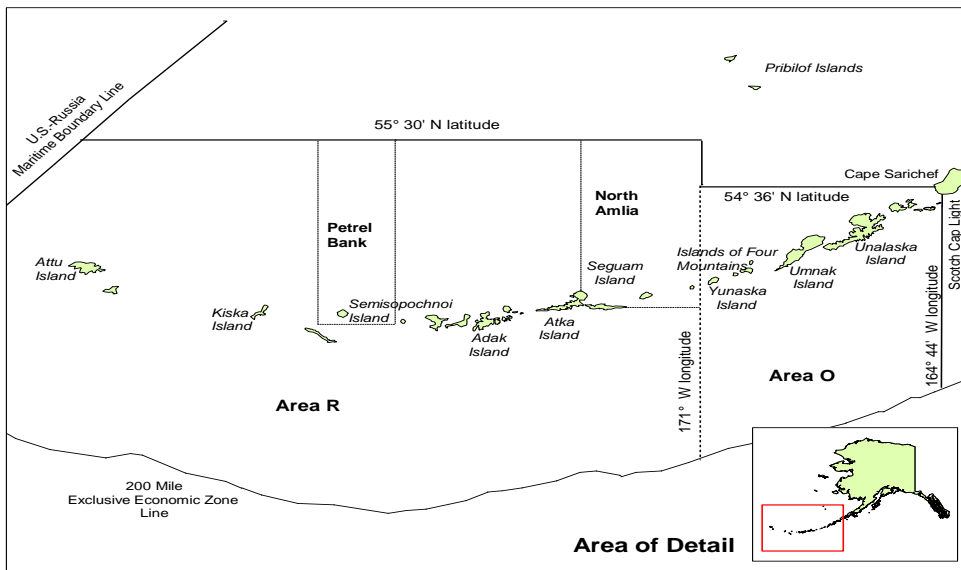 Pribilof Islands
U.S.-Russia
Maritime Boundary Line
55° 30' N latitude
Cape Sarichef
54° 36' N latitude
North
Amlia
Petrel
Bank
Scotch Cap Light
Attu
Island
Seguam
Island
Islands of Four
Mountains
Unalaska
Island
Umnak
Island
Yunaska
Island
Kiska
Island
Semisopochnoi
Island
Adak
Island
Atka
Island
164° 44' W longitude
171° W longitude
Area O
Area R
200 Mile
Exclusive Economic Zone
Line
Area of Detail